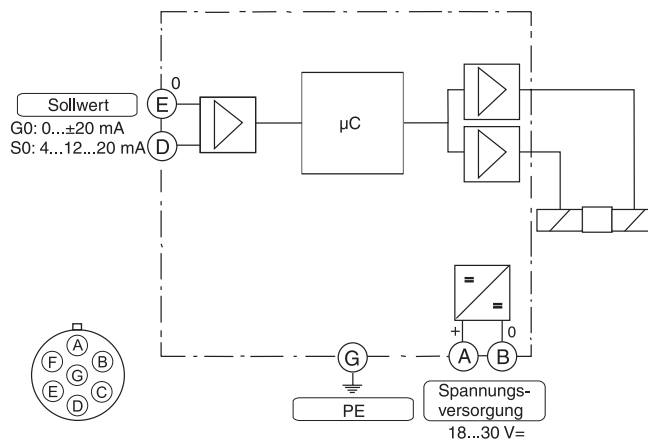 0
Sollwert
E
G0: 0...±20 mA
S0: 4...12...20 mA
D
µC
=
=
+
0
A
B
G
PE
Spannungs-
versorgung
18...30 V=
A
F
B
G
E
C
D